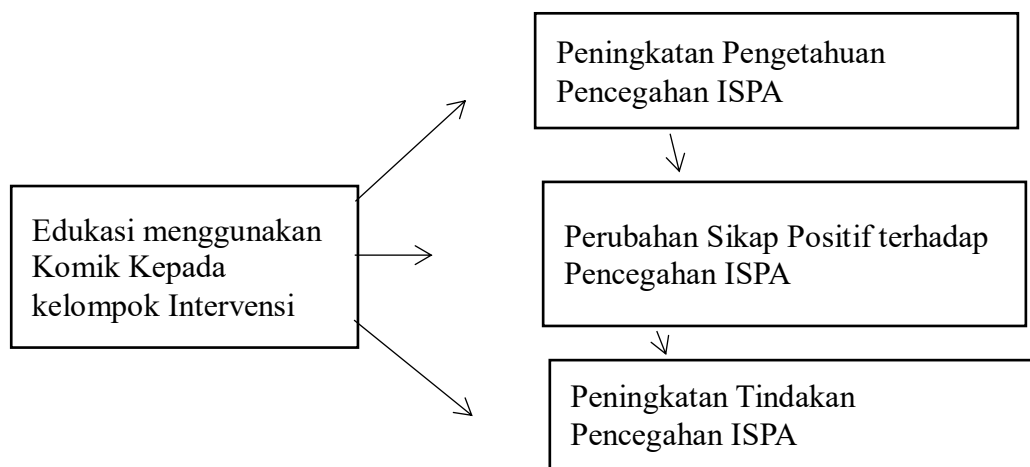 Peningkatan Pengetahuan
Pencegahan ISPA
Edukasi menggunakan
Komik Kepada
kelompok Intervensi
Perubahan Sikap Positif terhadap
Pencegahan ISPA
Peningkatan Tindakan
Pencegahan ISPA